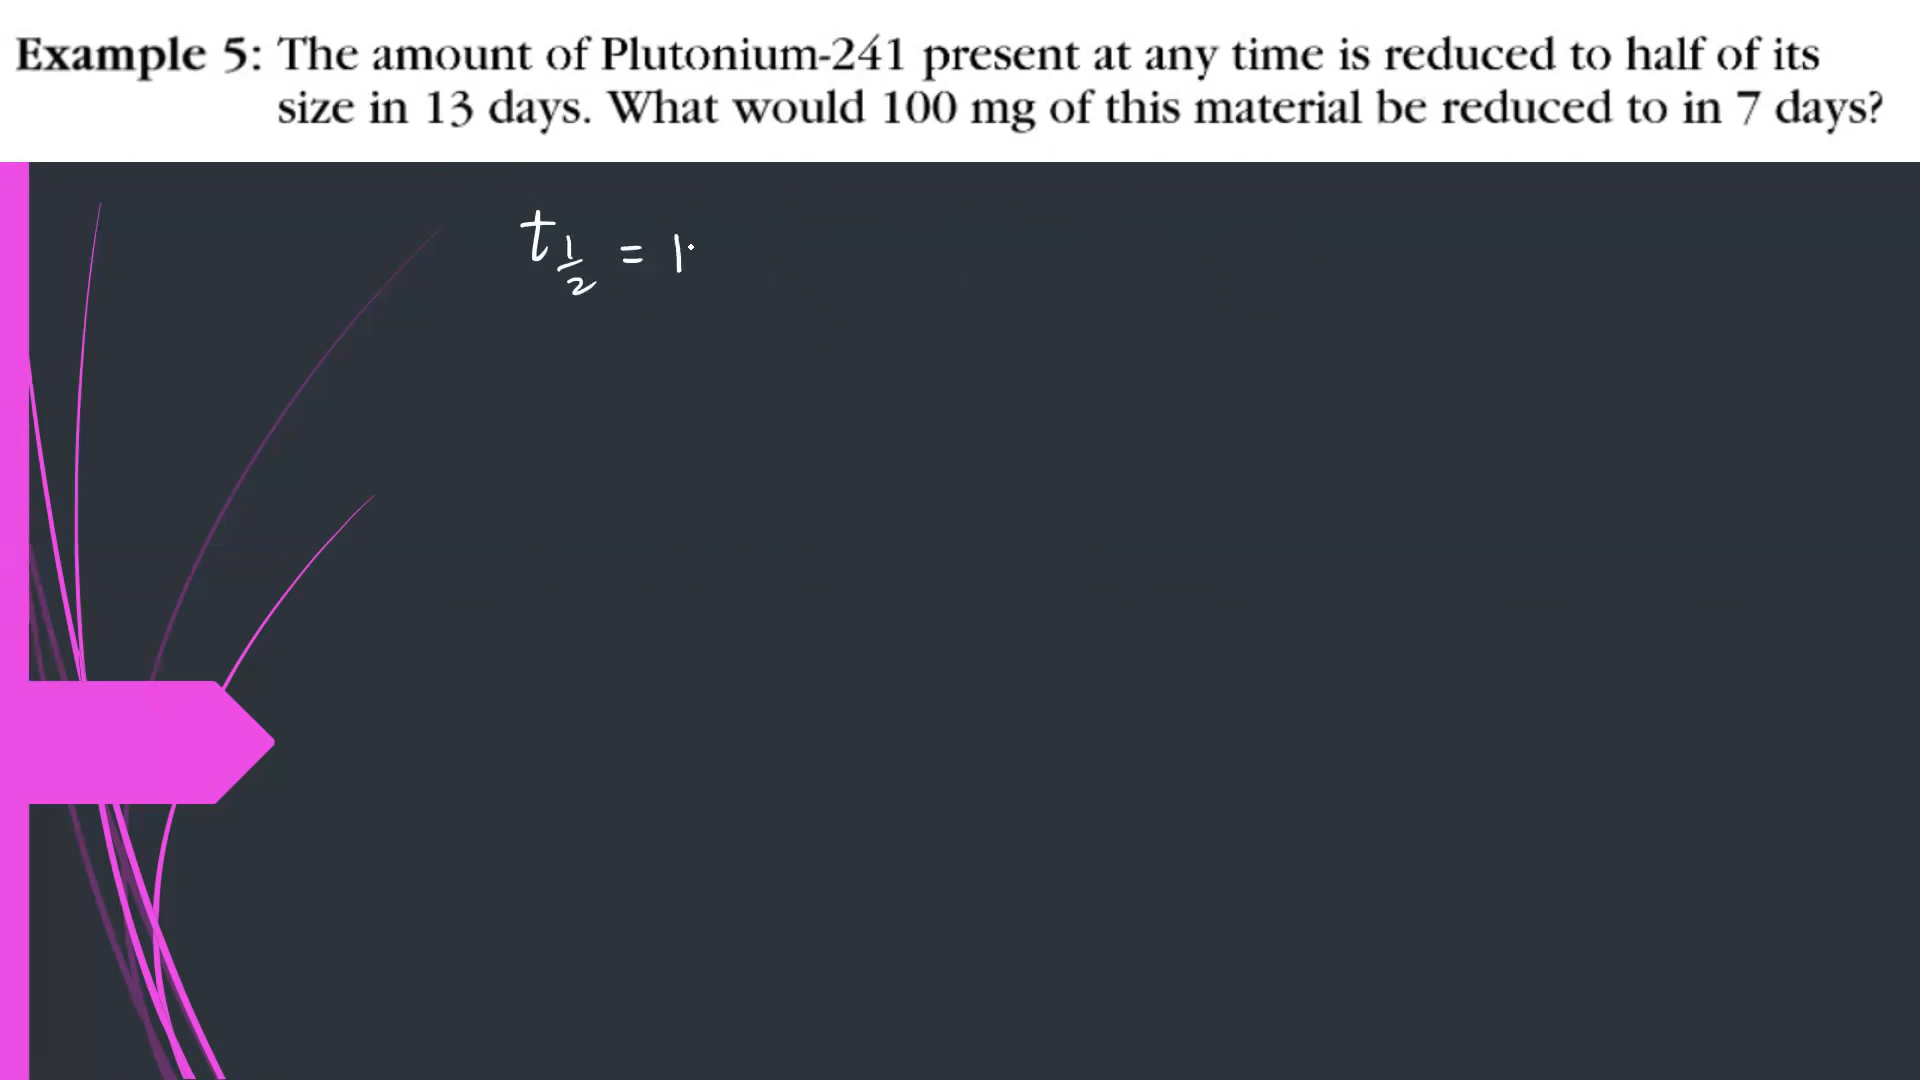 Example 5: The amount of Plutonium-241 present at any time is reduced to half of its
size in 13 days. What would 100 mg of this material be reduced to in 7 days?
t 1/2 = 1